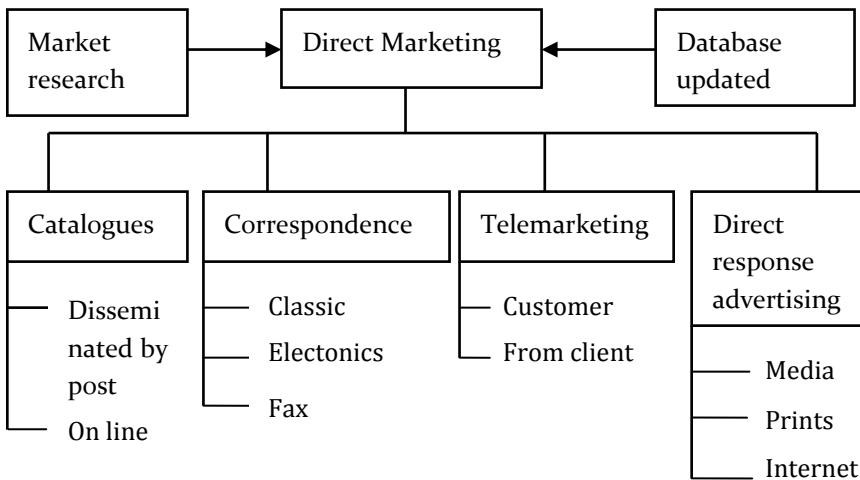 Market
research
Direct Marketing
Database
updated
Catalogues
Dissemi
nated by
post
On line
Correspondence
Classic
Electonics
Fax
Telemarketing
Customer
From client
Direct
response
advertising
Media
Prints
Internet